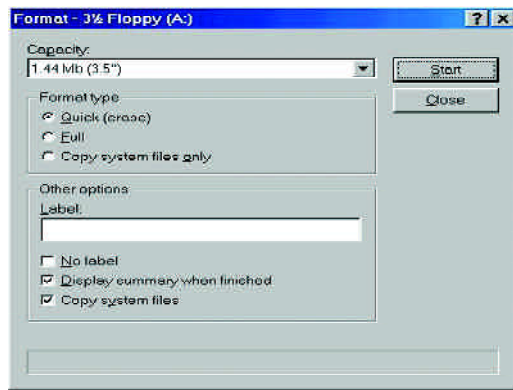 Format - 3½ Floppy (A:)
Capacity:
1.44 Mb (3.5")
Start
Format type
Close
Quick (erase)
Full
Copy system files only
Other options
Label:
No label
Display summary when finished
Copy system files